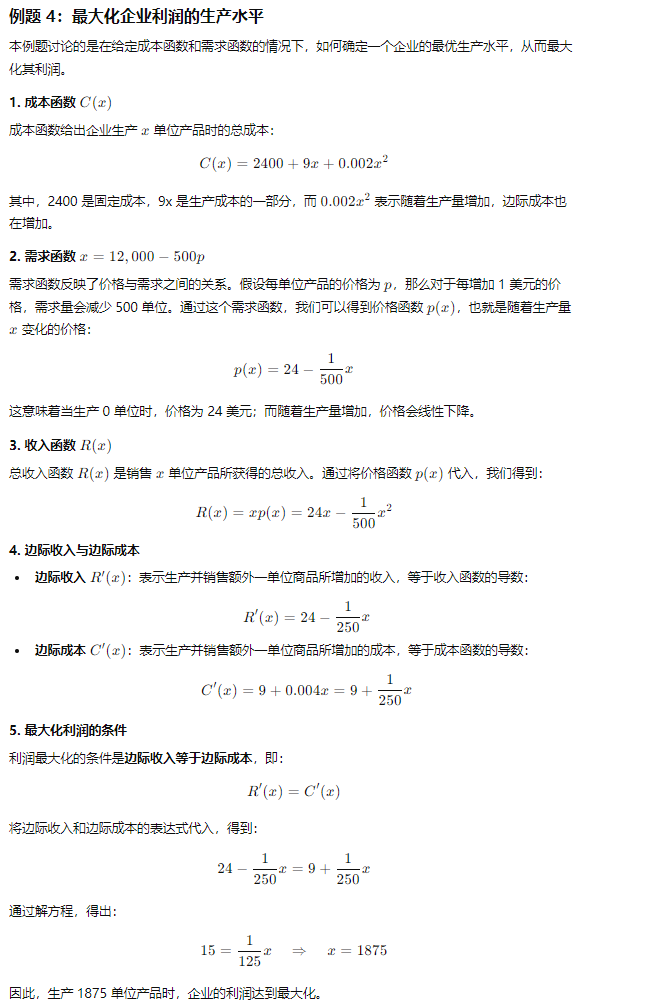 例题 4：最大化企业利润的生产水平
本例题讨论的是在给定成本函数和需求函数的情况下，如何确定一个企业的最优生产水平，从而最大
化其利润。
1. 成本函数 C(x)
成本函数给出企业生产 x 单位产品时的总成本：
C(x) = 2400 + 9x + 0.002x²
其中，2400 是固定成本，9x 是生产成本的一部分，而 0.002x² 表示随着生产量增加，边际成本也
在增加。
2. 需求函数 x = 12,000 − 500p
需求函数反映了价格与需求之间的关系。假设每单位产品的价格为 p，那么对于每增加 1 美元的价
格，需求量会减少 500 单位。通过这个需求函数，我们可以得到价格函数 p(x)，也就是随着生产量
x 变化的价格：
p(x) = 24 − 1/500 x
这意味着当生产 0 单位时，价格为 24 美元；而随着生产量增加，价格会线性下降。
3. 收入函数 R(x)
总收入函数 R(x) 是销售 x 单位产品所获得的总收入。通过将价格函数 p(x) 代入，我们得到：
R(x) = xp(x) = 24x − 1/500 x²
4. 边际收入与边际成本
• 边际收入 R′(x)：表示生产并销售额外一单位商品所增加的收入，等于收入函数的导数：
R′(x) = 24 − 1/250 x
• 边际成本 C′(x)：表示生产并销售额外一单位商品所增加的成本，等于成本函数的导数：
C′(x) = 9 + 0.004x = 9 + 1/250 x
5. 最大化利润的条件
利润最大化的条件是边际收入等于边际成本，即：
R′(x) = C′(x)
将边际收入和边际成本的表达式代入，得到：
24 − 1/250 x = 9 + 1/250 x
通过解方程，得出：
15 = 1/125 x ⇒ x = 1875
因此，生产 1875 单位产品时，企业的利润达到最大化。